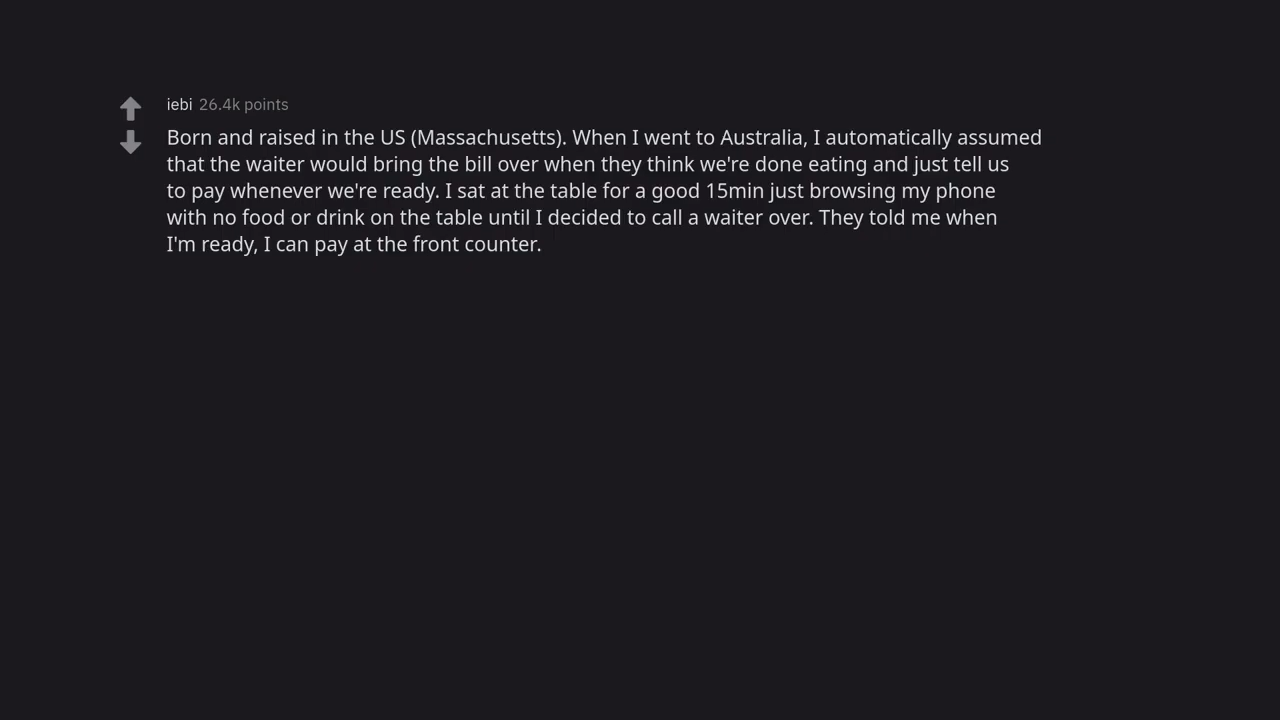 iebi 26.4k points
Born and raised in the US (Massachusetts). When I went to Australia, I automatically assumed
that the waiter would bring the bill over when they think we're done eating and just tell us
to pay whenever we're ready. I sat at the table for a good 15min just browsing my phone
with no food or drink on the table until I decided to call a waiter over. They told me when
I'm ready, I can pay at the front counter.